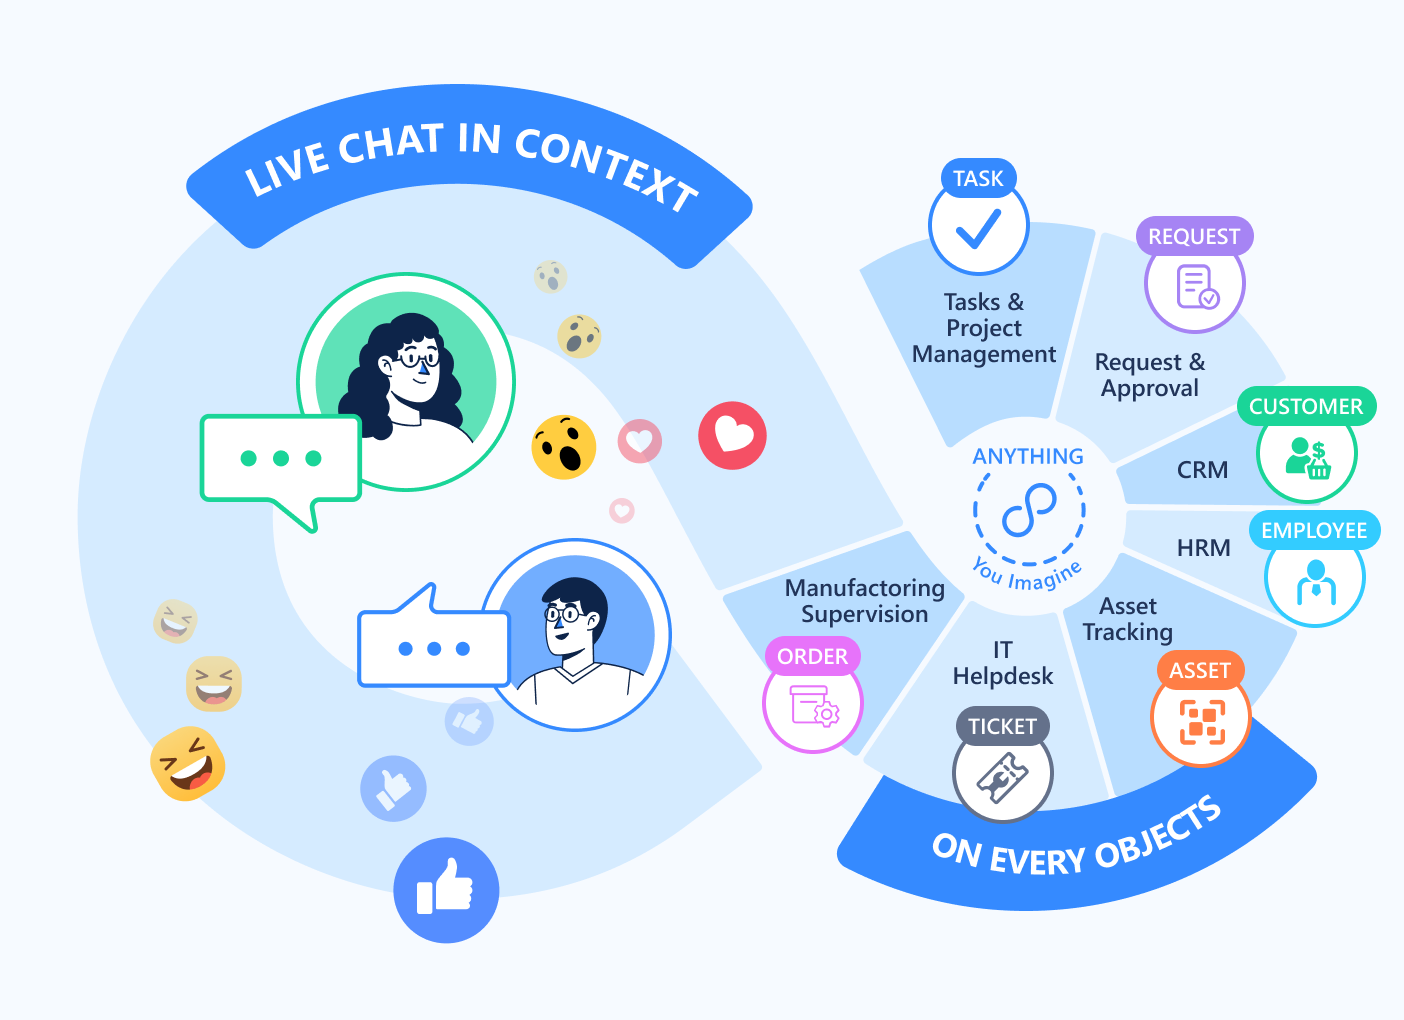 LIVE CHAT IN CONTEXT
TASK
Tasks &
Project
Management
REQUEST
Request &
Approval
CUSTOMER
CRM
EMPLOYEE
HRM
ASSET
Asset
Tracking
TICKET
IT
Helpdesk
ORDER
Manufactoring
Supervision
ANYTHING
You Imagine
ON EVERY OBJECTS